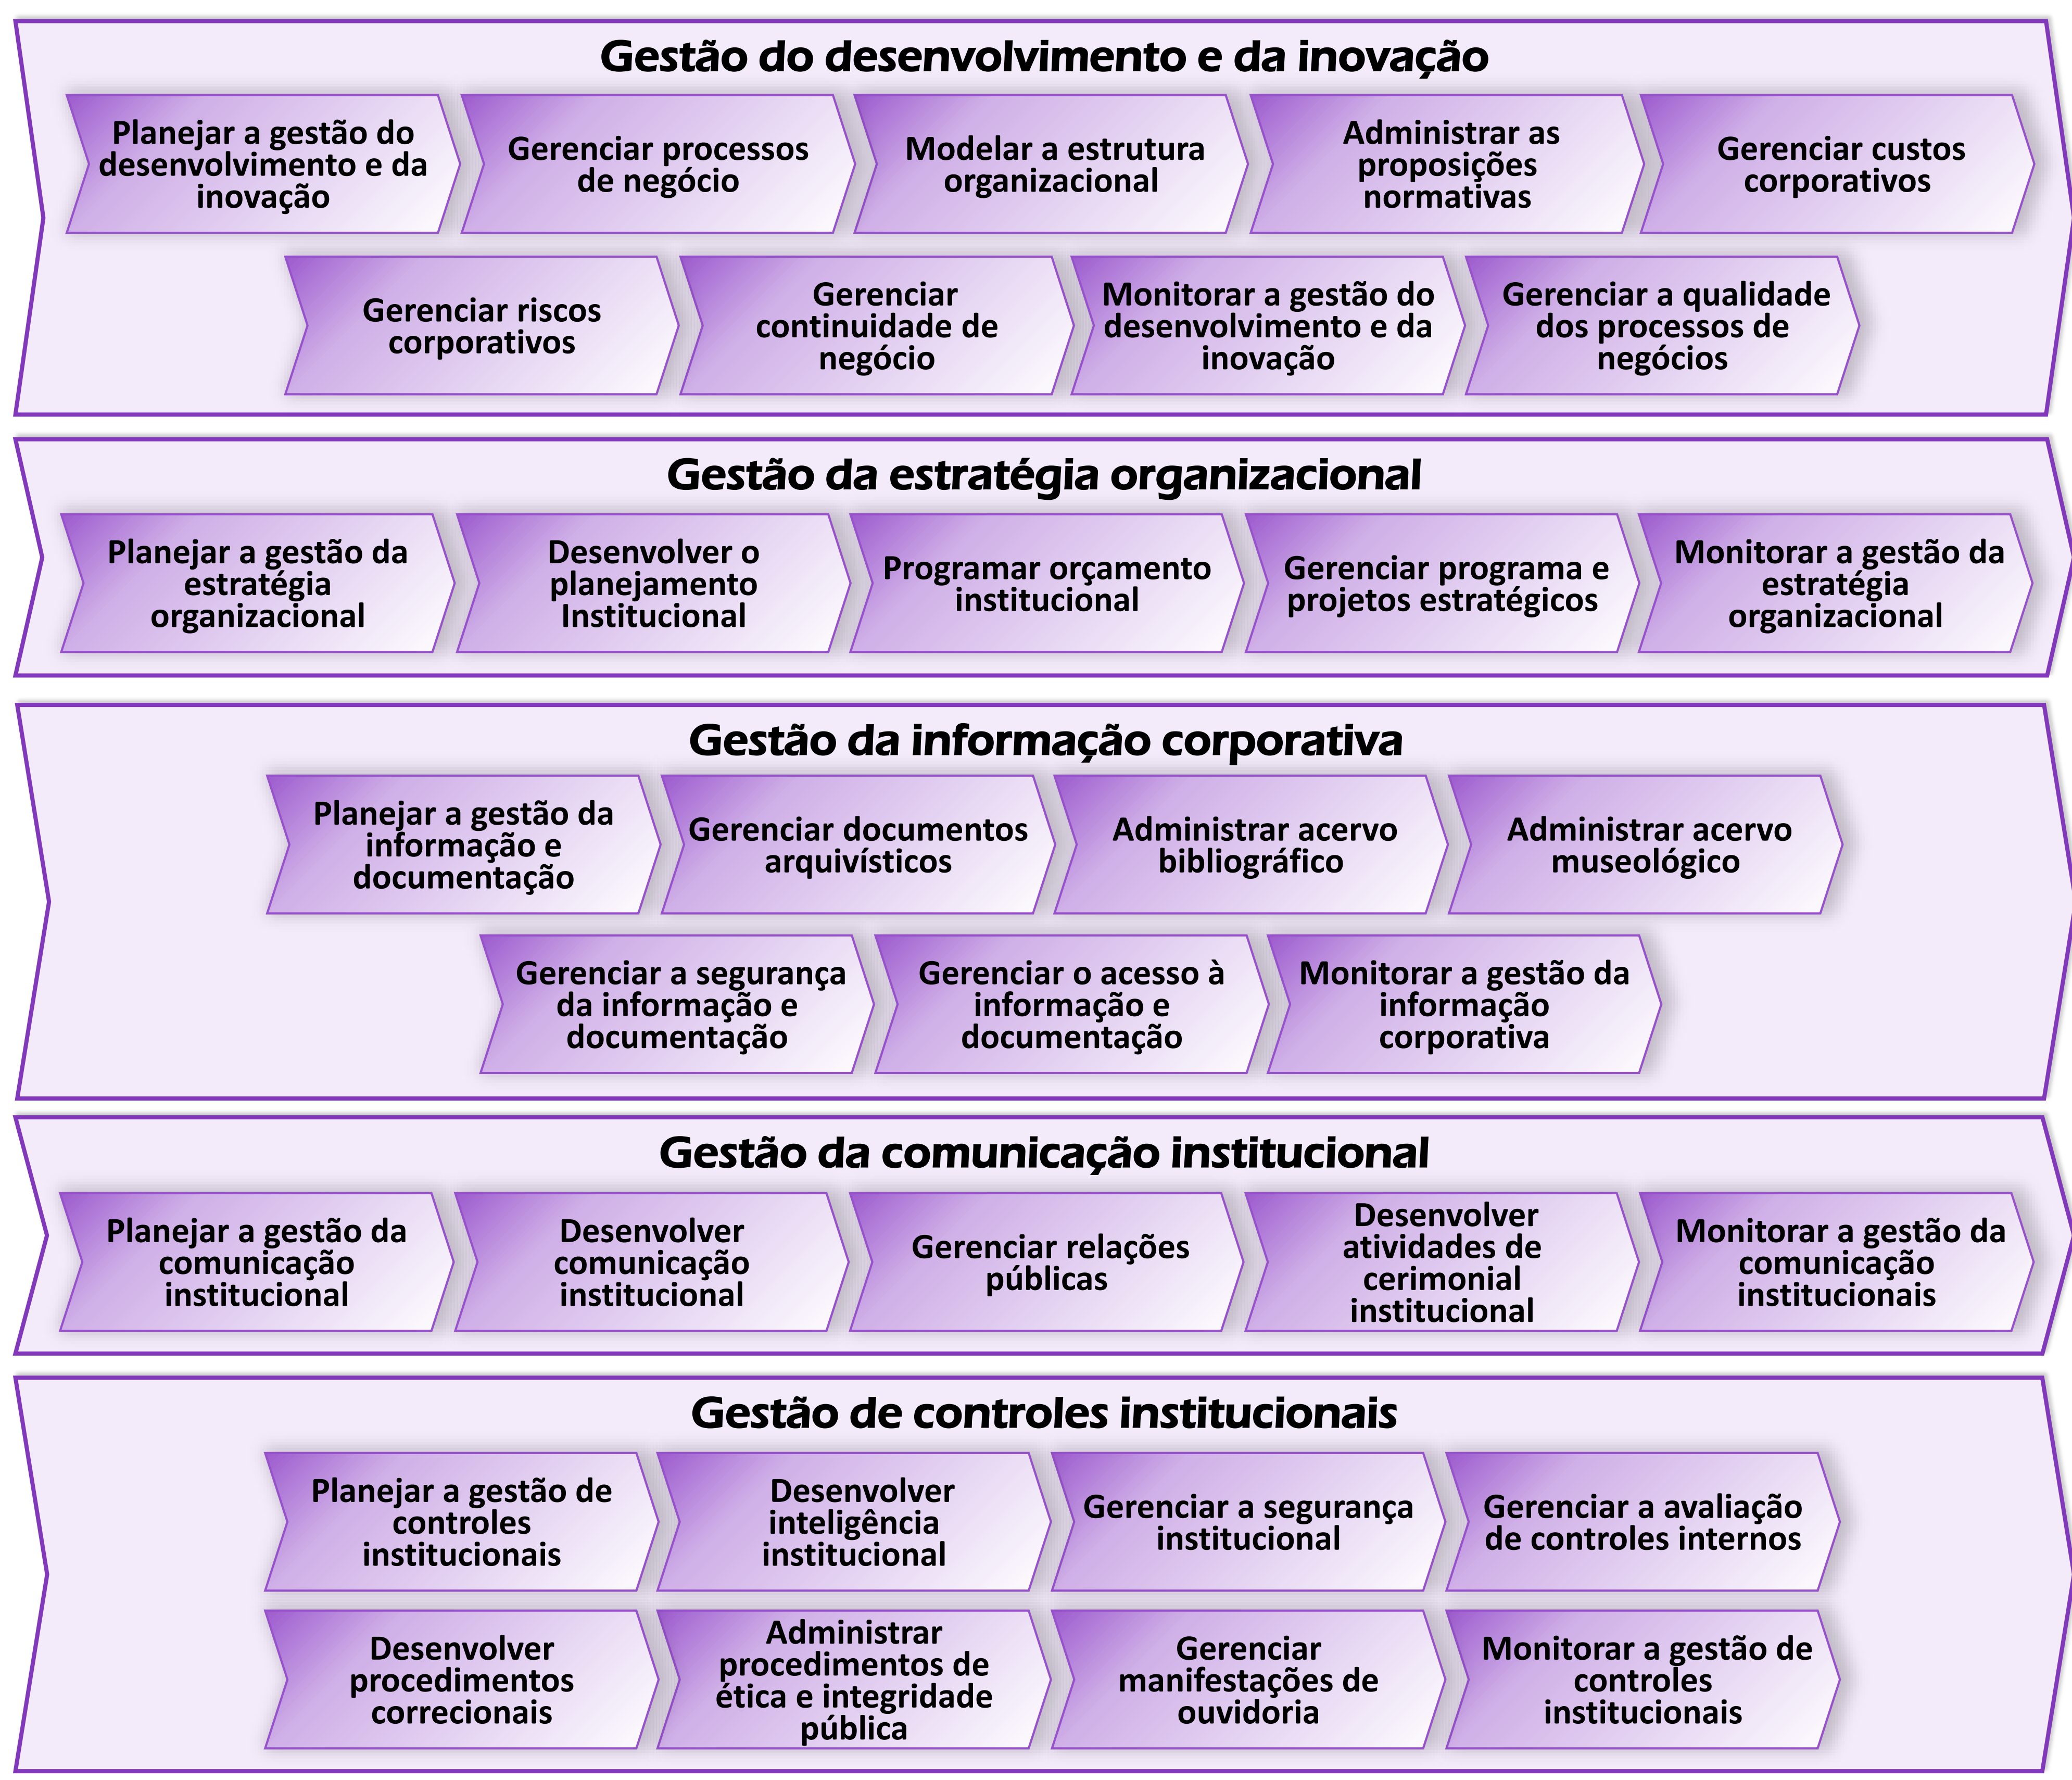 Gestão do desenvolvimento e da inovação
Planejar a gestão do
desenvolvimento e da
inovação
Gerenciar processos
de negócio
Modelar a estrutura
organizacional
Administrar as
proposições
normativas
Gerenciar custos
corporativos
Gerenciar riscos
corporativos
Gerenciar
continuidade de
negócio
Monitorar a gestão do
desenvolvimento e da
inovação
Gerenciar a qualidade
dos processos de
negócios
Gestão da estratégia organizacional
Planejar a gestão da
estratégia
organizacional
Desenvolver o
planejamento
Institucional
Programar orçamento
institucional
Gerenciar programa e
projetos estratégicos
Monitorar a gestão da
estratégia
organizacional
Gestão da informação corporativa
Planejar a gestão da
informação e
documentação
Gerenciar documentos
arquivísticos
Administrar acervo
bibliográfico
Administrar acervo
museológico
Gerenciar a segurança
da informação e
documentação
Gerenciar o acesso à
informação e
documentação
Monitorar a gestão da
informação
corporativa
Gestão da comunicação institucional
Planejar a gestão da
comunicação
institucional
Desenvolver
comunicação
institucional
Gerenciar relações
públicas
Desenvolver
atividades de
cerimonial
institucional
Monitorar a gestão da
comunicação
institucionais
Gestão de controles institucionais
Planejar a gestão de
controles
institucionais
Desenvolver
inteligência
institucional
Gerenciar a segurança
institucional
Gerenciar a avaliação
de controles internos
Desenvolver
procedimentos
correcionais
Administrar
procedimentos de
ética e integridade
pública
Gerenciar
manifestações de
ouvidoria
Monitorar a gestão de
controles
institucionais